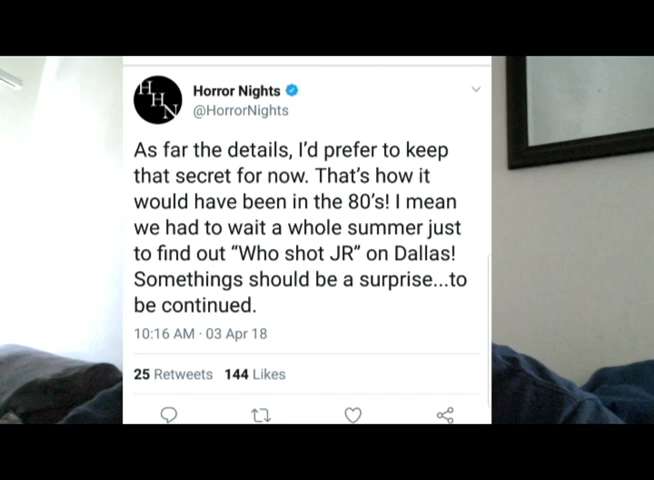 HHN
Horror Nights
@HorrorNights
As far the details, I'd prefer to keep
that secret for now. That's how it
would have been in the 80's! I mean
we had to wait a whole summer just
to find out “Who shot JR” on Dallas!
Somethings should be a surprise...to
be continued.
10:16 AM · 03 Apr 18
25 Retweets 144 Likes